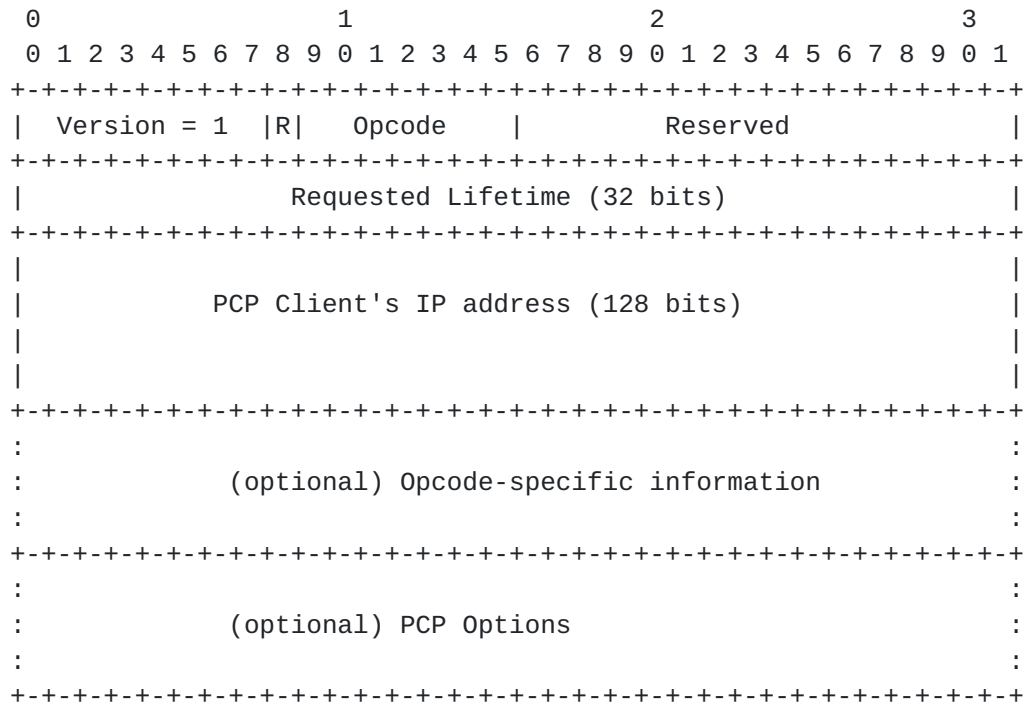 0                   1                   2                   3
 0 1 2 3 4 5 6 7 8 9 0 1 2 3 4 5 6 7 8 9 0 1 2 3 4 5 6 7 8 9 0 1
+-+-+-+-+-+-+-+-+-+-+-+-+-+-+-+-+-+-+-+-+-+-+-+-+-+-+-+-+-+-+-+-+
|  Version = 1  |R|   Opcode    |         Reserved              |
+-+-+-+-+-+-+-+-+-+-+-+-+-+-+-+-+-+-+-+-+-+-+-+-+-+-+-+-+-+-+-+-+
|                 Requested Lifetime (32 bits)                  |
+-+-+-+-+-+-+-+-+-+-+-+-+-+-+-+-+-+-+-+-+-+-+-+-+-+-+-+-+-+-+-+-+
|                                                               |
|            PCP Client's IP address (128 bits)                 |
|                                                               |
|                                                               |
+-+-+-+-+-+-+-+-+-+-+-+-+-+-+-+-+-+-+-+-+-+-+-+-+-+-+-+-+-+-+-+-+
:                                                               :
:             (optional) Opcode-specific information            :
:                                                               :
+-+-+-+-+-+-+-+-+-+-+-+-+-+-+-+-+-+-+-+-+-+-+-+-+-+-+-+-+-+-+-+-+
:                                                               :
:             (optional) PCP Options                            :
:                                                               :
+-+-+-+-+-+-+-+-+-+-+-+-+-+-+-+-+-+-+-+-+-+-+-+-+-+-+-+-+-+-+-+-+